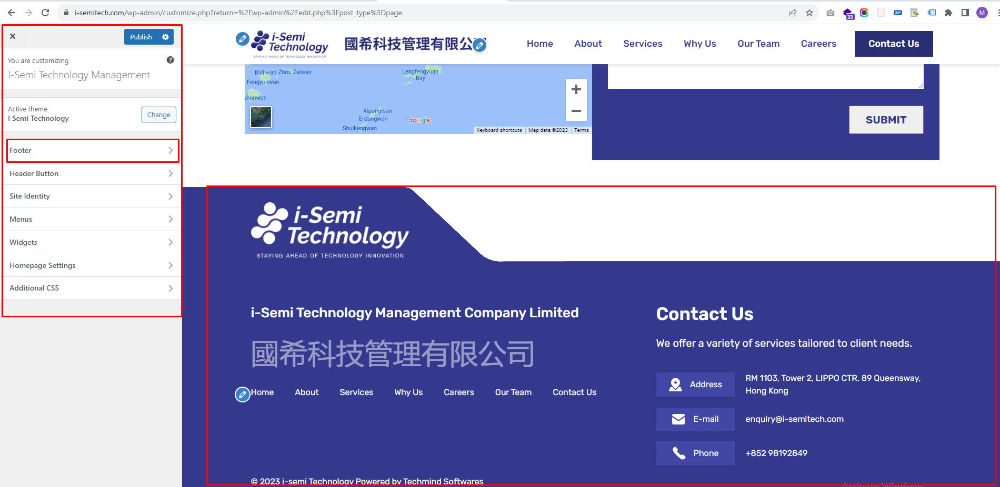 i-semitech.com/wp-admin/customize.php?return=%2Fwp-admin%2Fedit.php%3Fpost_type%3Dpage
33
ZIP
M
Publish
You are customizing
I-Semi Technology Management
Active theme
I Semi Technology
Change
Footer
Header Button
Site Identity
Menus
Widgets
Homepage Settings
Additional CSS
i-Semi
Technology
STAYING AHEAD OF TECHNOLOGY INNOVATION
國希科技管理有限公
Home About Services Why Us Our Team Careers Contact Us
Bailiwan Zhou Zaiwan
Fengyunwan
shanwan
Lengfengyuan
Bay
Xipangwan
Erdangwan
Shuikengwan
Google
Keyboard shortcuts Map data ©2023 Terms
SUBMIT
i-Semi
Technology
STAYING AHEAD OF TECHNOLOGY INNOVATION
i-Semi Technology Management Company Limited
國希科技管理有限公司
Home About Services Why Us Careers Our Team Contact Us
© 2023 i-semi Technology Powered by Techmind Softwares
Contact Us
We offer a variety of services tailored to client needs.
Address
RM 1103, Tower 2, LIPPO CTR, 89 Queensway,
Hong Kong
E-mail
enquiry@i-semitech.com
Phone
+852 98192849